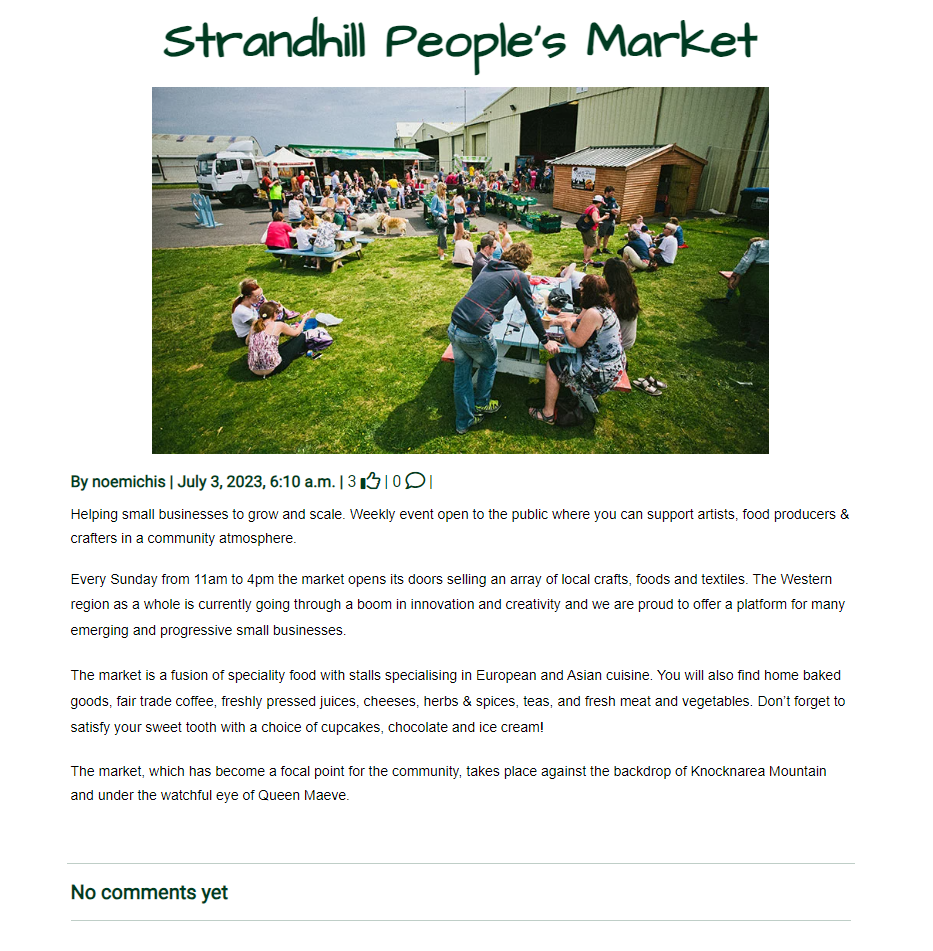 Strandhill People's Market
By noemichis | July 3, 2023, 6:10 a.m. | 3 | 0 |
Helping small businesses to grow and scale. Weekly event open to the public where you can support artists, food producers &
crafters in a community atmosphere.
Every Sunday from 11am to 4pm the market opens its doors selling an array of local crafts, foods and textiles. The Western
region as a whole is currently going through a boom in innovation and creativity and we are proud to offer a platform for many
emerging and progressive small businesses.
The market is a fusion of speciality food with stalls specialising in European and Asian cuisine. You will also find home baked
goods, fair trade coffee, freshly pressed juices, cheeses, herbs & spices, teas, and fresh meat and vegetables. Don’t forget to
satisfy your sweet tooth with a choice of cupcakes, chocolate and ice cream!
The market, which has become a focal point for the community, takes place against the backdrop of Knocknarea Mountain
and under the watchful eye of Queen Maeve.
No comments yet